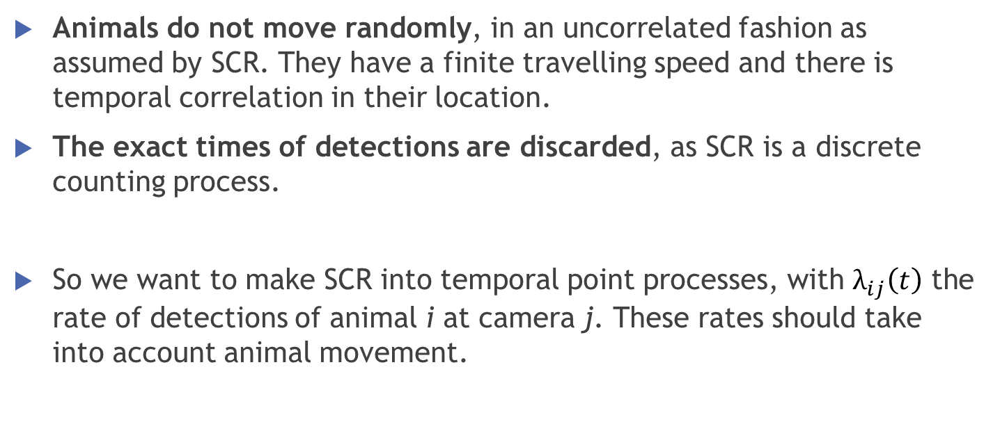 Animals do not move randomly, in an uncorrelated fashion as
assumed by SCR. They have a finite travelling speed and there is
temporal correlation in their location.
The exact times of detections are discarded, as SCR is a discrete
counting process.
So we want to make SCR into temporal point processes, with λᵢⱼ(t) the
rate of detections of animal i at camera j. These rates should take
into account animal movement.